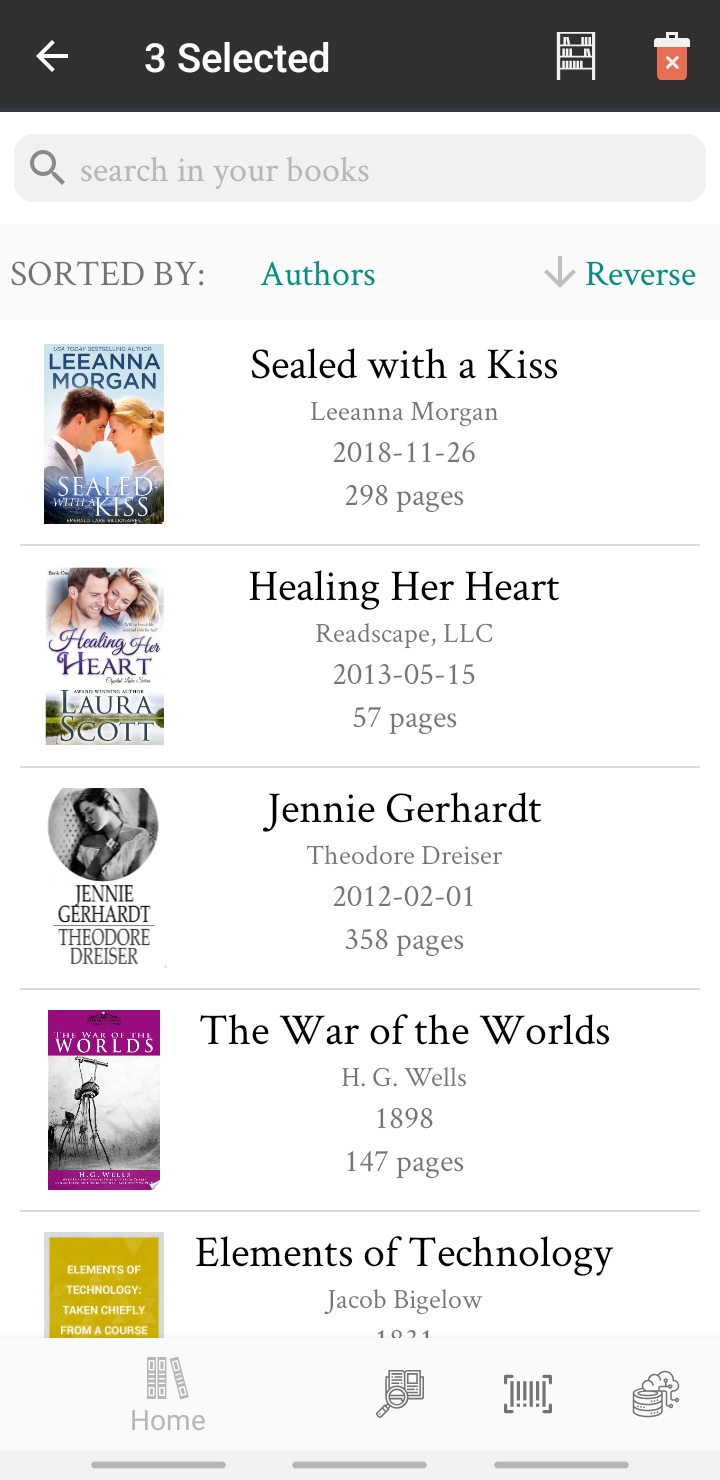 3 Selected
search in your books
SORTED BY:
Authors
Reverse
USA TODAY BESTSELLING AUTHOR
LEEANNA
MORGAN
SEALED
WITH A KISS
EMERALD LAKE BILLIONAIRES
Sealed with a Kiss
Leeanna Morgan
2018-11-26
298 pages
Book One
Healing Her
HEART
Crystal Lake Series
AWARD WINNING AUTHOR
LAURA
SCOTT
Healing Her Heart
Readscape, LLC
2013-05-15
57 pages
JENNIE
GERHARDT
THEODORE
DREISER
Jennie Gerhardt
Theodore Dreiser
2012-02-01
358 pages
THE WAR OF THE
WORLDS
H.G. WELLS
The War of the Worlds
H. G. Wells
1898
147 pages
ELEMENTS OF
TECHNOLOGY:
TAKEN CHIEFLY
FROM A COURSE
Elements of Technology
Jacob Bigelow
1831
Home